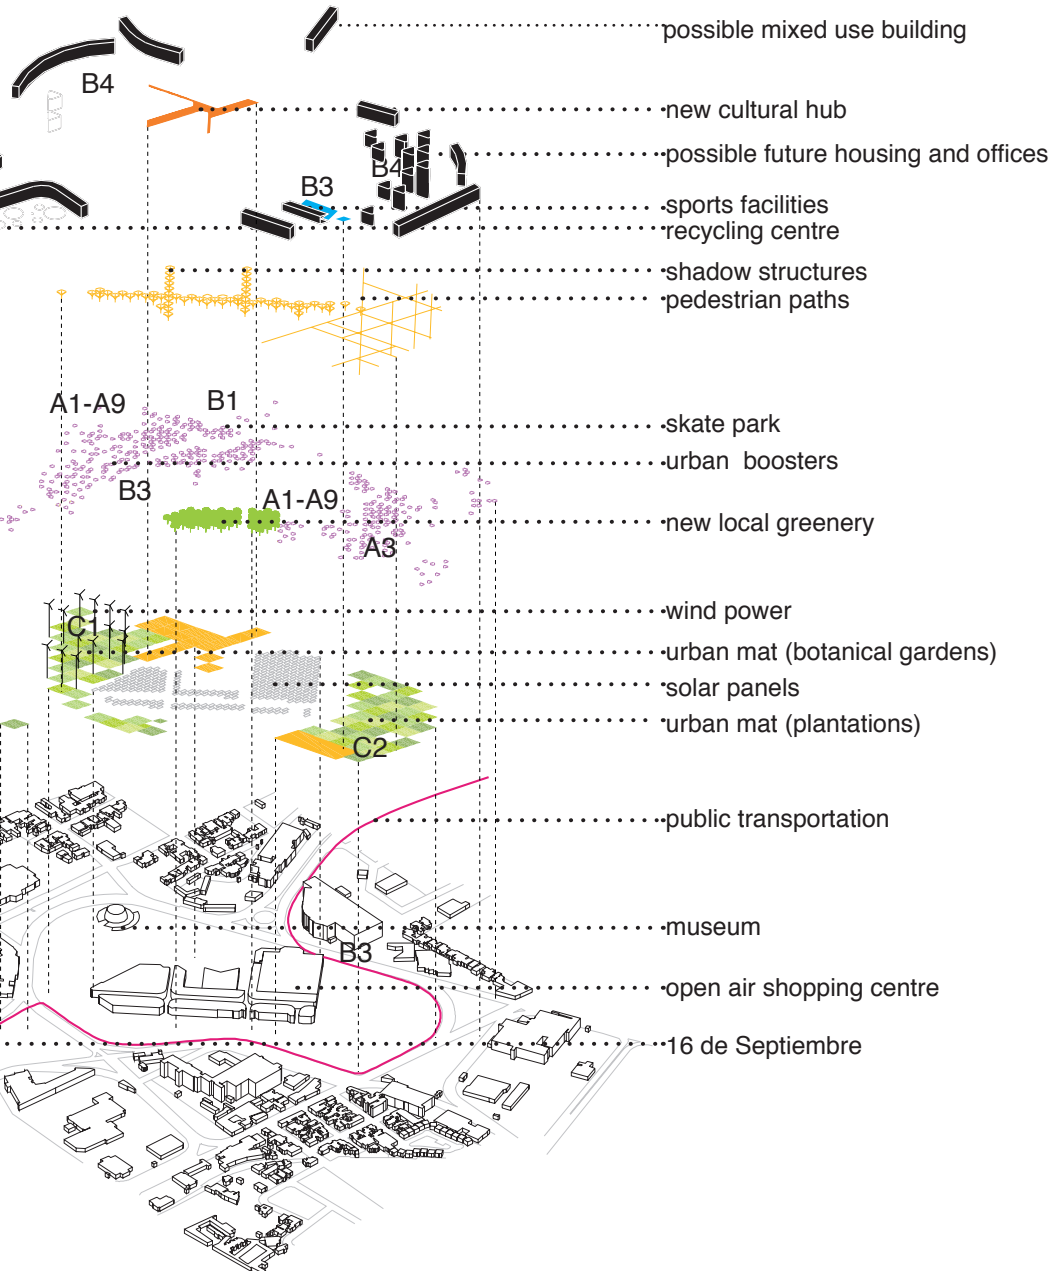 possible mixed use building
B4
new cultural hub
possible future housing and offices
B4
B3
sports facilities
recycling centre
shadow structures
pedestrian paths
A1-A9
B1
skate park
urban boosters
B3
A1-A9
new local greenery
A3
wind power
C1
urban mat (botanical gardens)
solar panels
urban mat (plantations)
C2
public transportation
museum
B3
open air shopping centre
16 de Septiembre